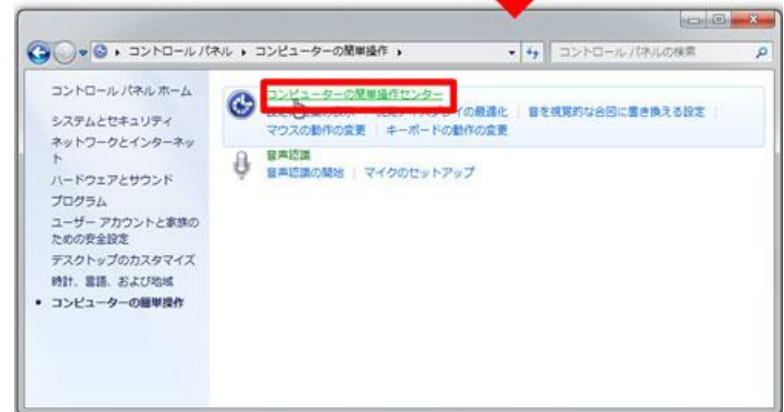 コントロール パネル ▸ コンピューターの簡単操作 ▸
コントロール パネルの検索
コントロール パネル ホーム
システムとセキュリティ
ネットワークとインターネッ
ト
ハードウェアとサウンド
プログラム
ユーザー アカウントと家族の
ための安全設定
デスクトップのカスタマイズ
時計、言語、および地域
• コンピューターの簡単操作
コンピューターの簡単操作センター
の最適化 | 音を視覚的な合図に置き換える設定
マウスの動作の変更 | キーボードの動作の変更
音声認識
音声認識の開始 | マイクのセットアップ